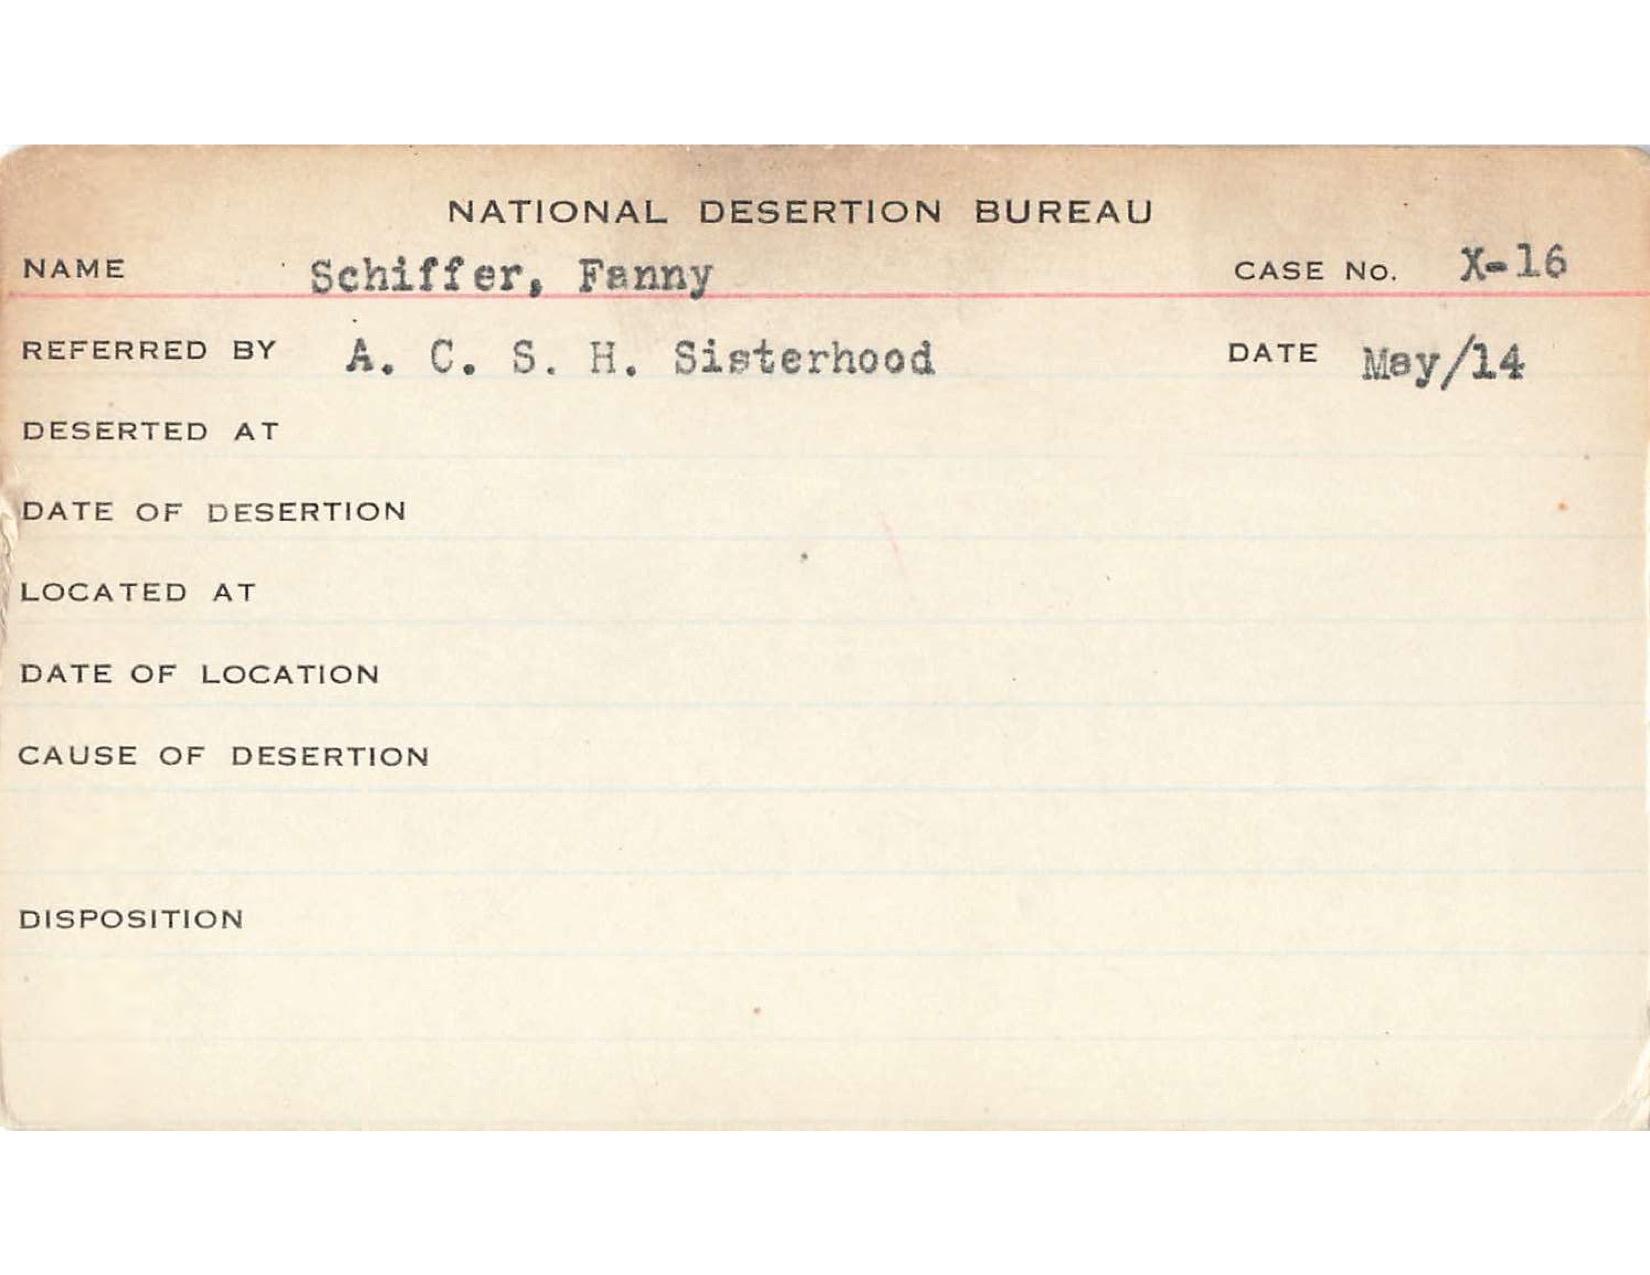 NATIONAL DESERTION BUREAU
NAME Schiffer, Fanny CASE No. X-16
REFERRED BY A. C. S. H. Sisterhood DATE May/14
DESERTED AT
DATE OF DESERTION
LOCATED AT
DATE OF LOCATION
CAUSE OF DESERTION
DISPOSITION